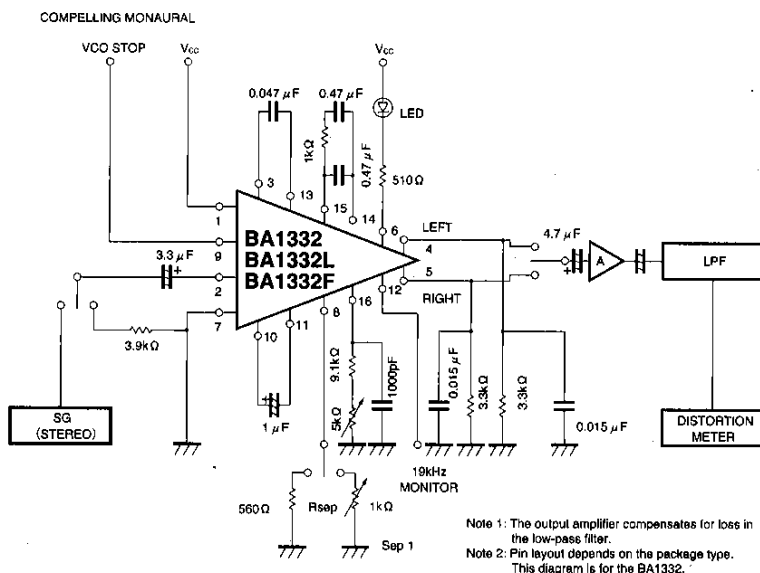 COMPELLING MONAURAL
VCO STOP
Vcc
Vcc
0.047 μF
0.47 μF
LED
1kΩ
0.47 μF
510Ω
3
13
15
14
6
LEFT
4
4.7 μF
1
BA1332
BA1332L
BA1332F
9
3.3 μF
+
2
5
12
RIGHT
+
A
LPF
7
16
8
11
10
3.9kΩ
+
1 μF
9.1kΩ
5kΩ
1000pF
0.015 μF
3.3kΩ
3.3kΩ
0.015 μF
SG
(STEREO)
DISTORTION
METER
19kHz
MONITOR
560Ω
Rsep
1kΩ
Sep 1
Note 1: The output amplifier compensates for loss in
the low-pass filter.
Note 2: Pin layout depends on the package type.
This diagram is for the BA1332.